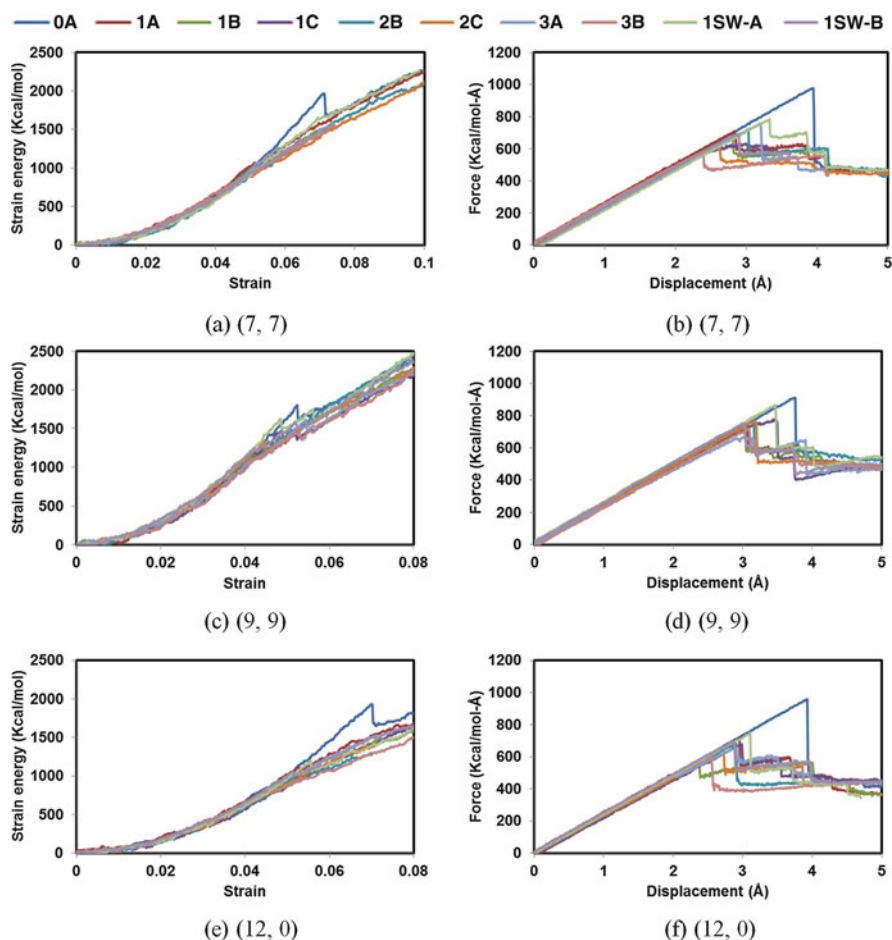 0A 1A 1B 1C 2B 2C 3A 3B 1SW-A 1SW-B
Strain energy (Kcal/mol)
2500
2000
1500
1000
500
0
0 0.02 0.04 0.06 0.08 0.1
Strain
(a) (7, 7)
Force (Kcal/mol-Å)
1200
1000
800
600
400
200
0
0 1 2 3 4 5
Displacement (Å)
(b) (7, 7)
Strain energy (Kcal/mol)
2500
2000
1500
1000
500
0
0 0.02 0.04 0.06 0.08
Strain
(c) (9, 9)
Force (Kcal/mol-Å)
1200
1000
800
600
400
200
0
0 1 2 3 4 5
Displacement (Å)
(d) (9, 9)
Strain energy (Kcal/mol)
2500
2000
1500
1000
500
0
0 0.02 0.04 0.06 0.08
Strain
(e) (12, 0)
Force (Kcal/mol-Å)
1200
1000
800
600
400
200
0
0 1 2 3 4 5
Displacement (Å)
(f) (12, 0)